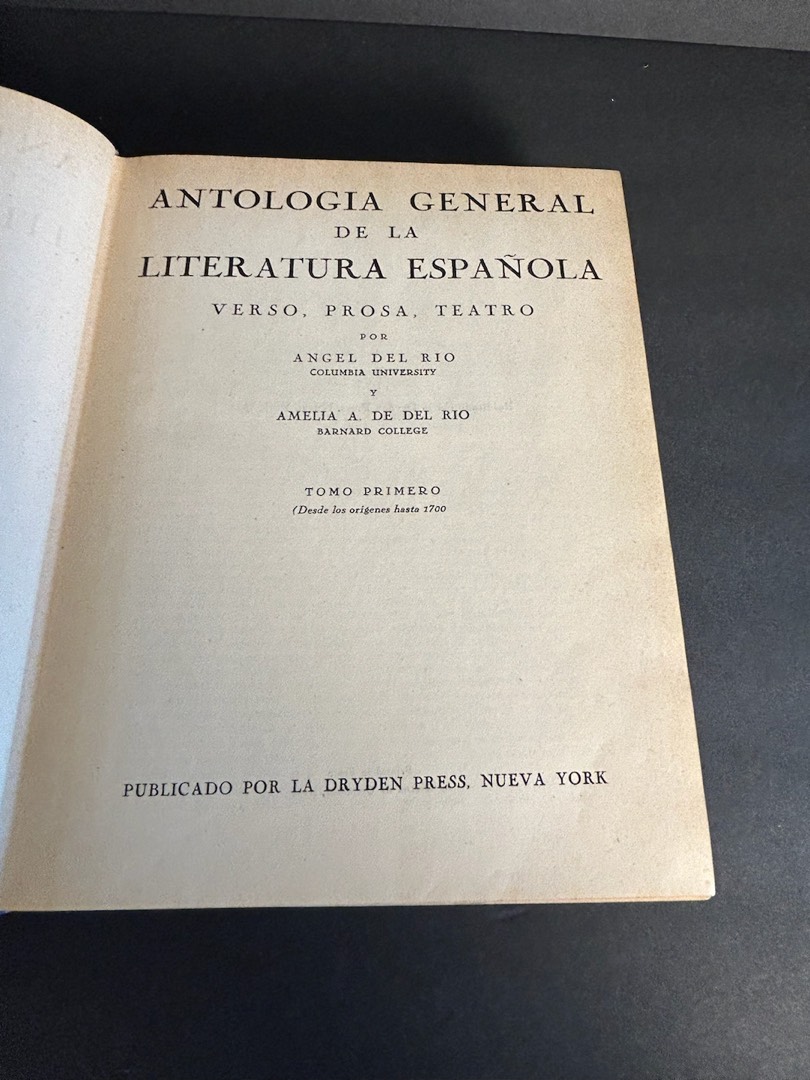 ANTOLOGIA GENERAL
DE LA
LITERATURA ESPAÑOLA
VERSO, PROSA, TEATRO
POR
ANGEL DEL RIO
COLUMBIA UNIVERSITY
Y
AMELIA A. DE DEL RIO
BARNARD COLLEGE
TOMO PRIMERO
(Desde los orígenes hasta 1700
PUBLICADO POR LA DRYDEN PRESS, NUEVA YORK